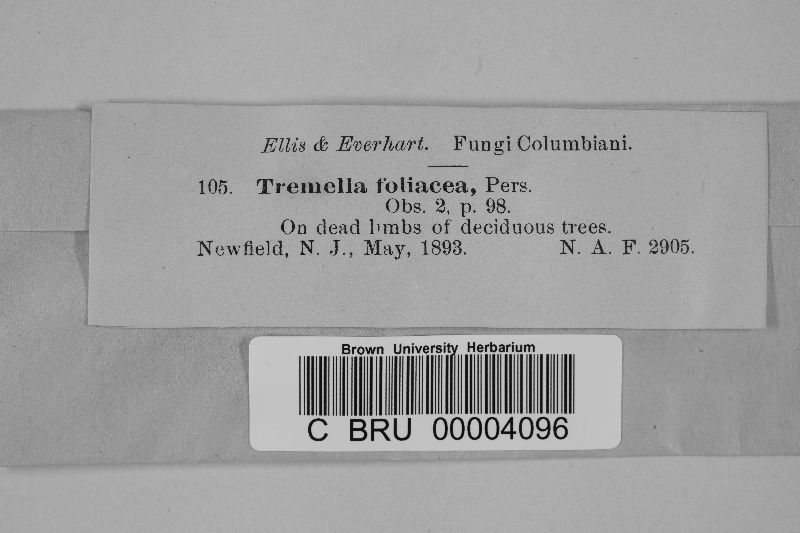 Ellis & Everhart. Fungi Columbiani.
105. Tremella foliacea, Pers.
Obs. 2, p. 98.
On dead limbs of deciduous trees.
Newfield, N. J., May, 1893. N. A. F. 2905.
Brown University Herbarium
C BRU 00004096